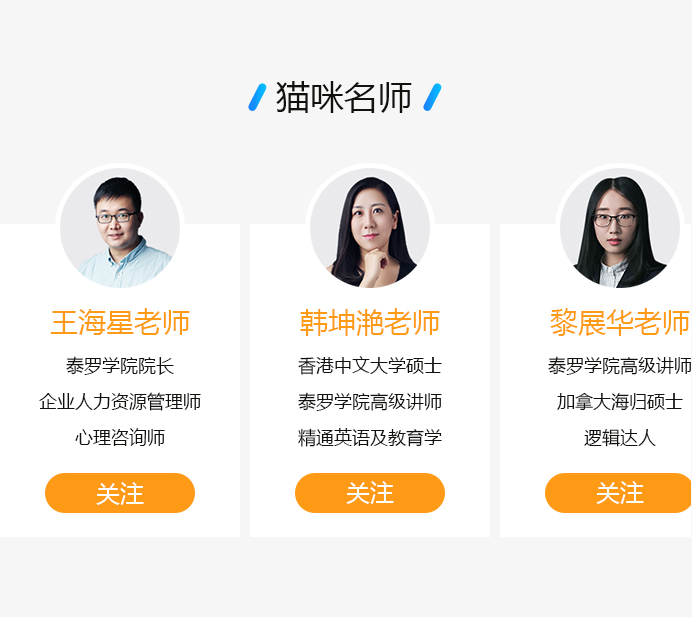 猫咪名师
王海星老师
泰罗学院院长
企业人力资源管理师
心理咨询师
关注
韩坤滟老师
香港中文大学硕士
泰罗学院高级讲师
精通英语及教育学
关注
黎展华老师
泰罗学院高级讲师
加拿大海归硕士
逻辑达人
关注